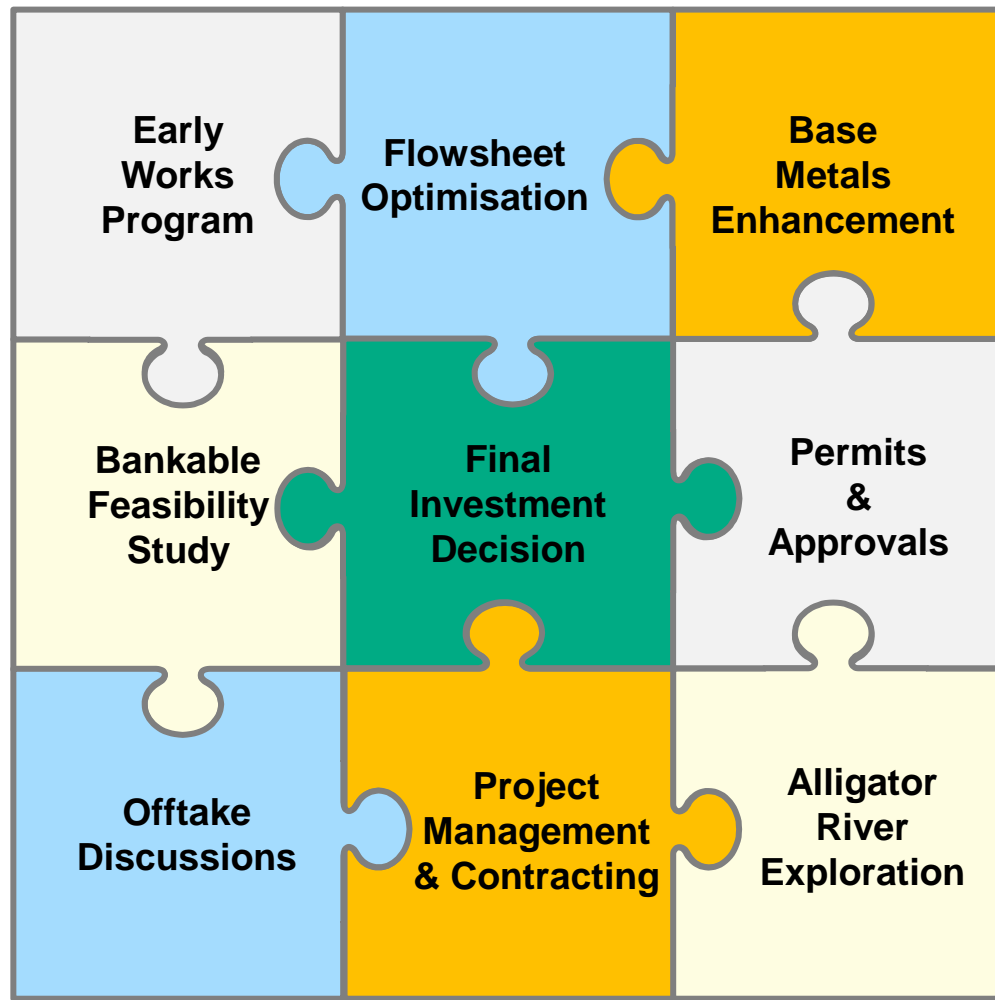 Early
Works
Program
Flowsheet
Optimisation
Base
Metals
Enhancement
Bankable
Feasibility
Study
Final
Investment
Decision
Permits
&
Approvals
Offtake
Discussions
Project
Management
& Contracting
Alligator
River
Exploration